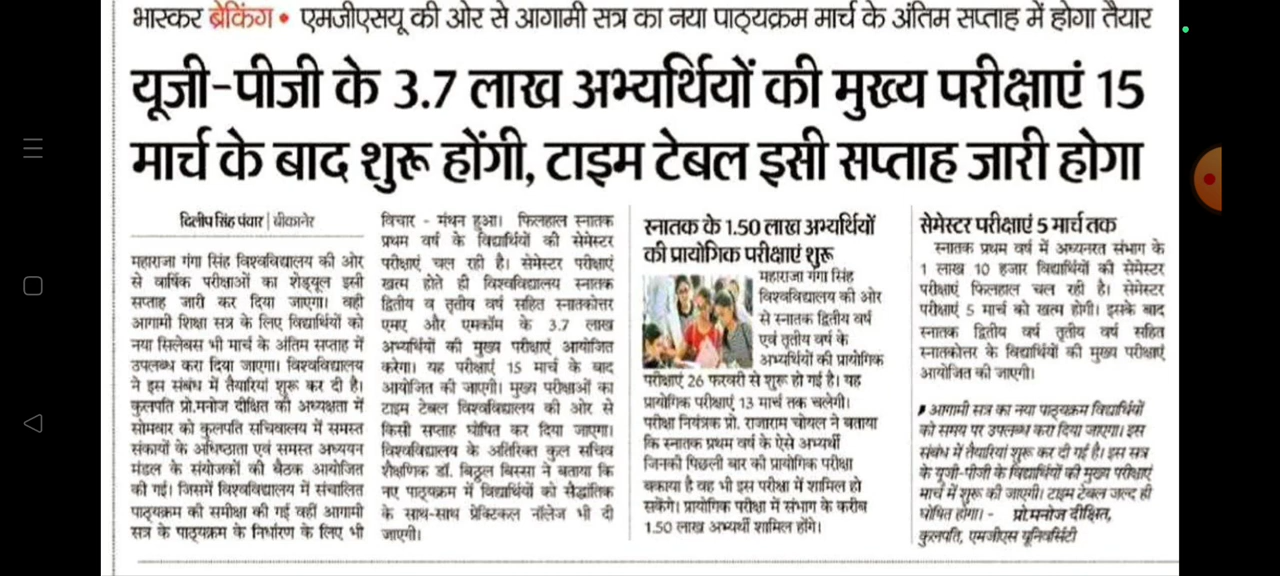 भास्कर ब्रेकिंग • एमजीएसयू की ओर से आगामी सत्र का नया पाठ्यक्रम मार्च के अंतिम सप्ताह में होगा तैयार
यूजी-पीजी के 3.7 लाख अभ्यर्थियों की मुख्य परीक्षाएं 15
मार्च के बाद शुरू होंगी, टाइम टेबल इसी सप्ताह जारी होगा
दिलीप सिंह पंवार | बीकानेर
महाराजा गंगा सिंह विश्वविद्यालय की ओर
से वार्षिक परीक्षाओं का शेड्यूल इसी
सप्ताह जारी कर दिया जाएगा। वही
आगामी शिक्षा सत्र के लिए विद्यार्थियों को
नया सिलेबस भी मार्च के अंतिम सप्ताह में
उपलब्ध करा दिया जाएगा। विश्वविद्यालय
ने इस संबंध में तैयारियां शुरू कर दी है।
कुलपति प्रो.मनोज दीक्षित की अध्यक्षता में
सोमवार को कुलपति सचिवालय में समस्त
संकायों के अधिष्ठाता एवं समस्त अध्ययन
मंडल के संयोजकों की बैठक आयोजित
की गई। जिसमें विश्वविद्यालय में संचालित
पाठ्यक्रम की समीक्षा की गई वहीं आगामी
सत्र के पाठ्यक्रम के निर्धारण के लिए भी
विचार - मंथन हुआ। फिलहाल स्नातक
प्रथम वर्ष के विद्यार्थियों की सेमेस्टर
परीक्षाएं चल रही है। सेमेस्टर परीक्षाएं
खत्म होते ही विश्वविद्यालय स्नातक
द्वितीय व तृतीय वर्ष सहित स्नातकोत्तर
एमए और एमकॉम के 3.7 लाख
अभ्यर्थियों की मुख्य परीक्षाएं आयोजित
करेगा। यह परीक्षाएं 15 मार्च के बाद
आयोजित की जाएगी। मुख्य परीक्षाओं का
टाइम टेबल विश्वविद्यालय की ओर से
किसी सप्ताह घोषित कर दिया जाएगा।
विश्वविद्यालय के अतिरिक्त कुल सचिव
शैक्षणिक डॉ. बिठ्ठल बिस्सा ने बताया कि
नए पाठ्यक्रम में विद्यार्थियों को सैद्धांतिक
के साथ-साथ प्रेक्टिकल नॉलेज भी दी
जाएगी।
स्नातक के 1.50 लाख अभ्यर्थियों
की प्रायोगिक परीक्षाएं शुरू
महाराजा गंगा सिंह
विश्वविद्यालय की ओर
से स्नातक द्वितीय वर्ष
एवं तृतीय वर्ष के
अभ्यर्थियों की प्रायोगिक
परीक्षाएं 26 फरवरी से शुरू हो गई है। यह
प्रायोगिक परीक्षाएं 13 मार्च तक चलेगी।
परीक्षा नियंत्रक प्रो. राजाराम चोयल ने बताया
कि स्नातक प्रथम वर्ष के ऐसे अभ्यर्थी
जिनकी पिछली बार की प्रायोगिक परीक्षा
बकाया है वह भी इस परीक्षा में शामिल हो
सकेंगे। प्रायोगिक परीक्षा में संभाग के करीब
1.50 लाख अभ्यर्थी शामिल होंगे।
सेमेस्टर परीक्षाएं 5 मार्च तक
स्नातक प्रथम वर्ष में अध्यनरत संभाग के
1 लाख 10 हजार विद्यार्थियों की सेमेस्टर
परीक्षाएं फिलहाल चल रही है। सेमेस्टर
परीक्षाएं 5 मार्च को खत्म होगी। इसके बाद
स्नातक द्वितीय वर्ष तृतीय वर्ष सहित
स्नातकोत्तर के विद्यार्थियों की मुख्य परीक्षाएं
आयोजित की जाएगी।
आगामी सत्र का नया पाठ्यक्रम विद्यार्थियों
को समय पर उपलब्ध करा दिया जाएगा। इस
संबंध में तैयारियां शुरू कर दी गई है। इस सत्र
के यूजी-पीजी के विद्यार्थियों की मुख्य परीक्षाएं
मार्च में शुरू की जाएगी। टाइम टेबल जल्द ही
घोषित होगा। - प्रो.मनोज दीक्षित,
कुलपति, एमजीएस यूनिवर्सिटी